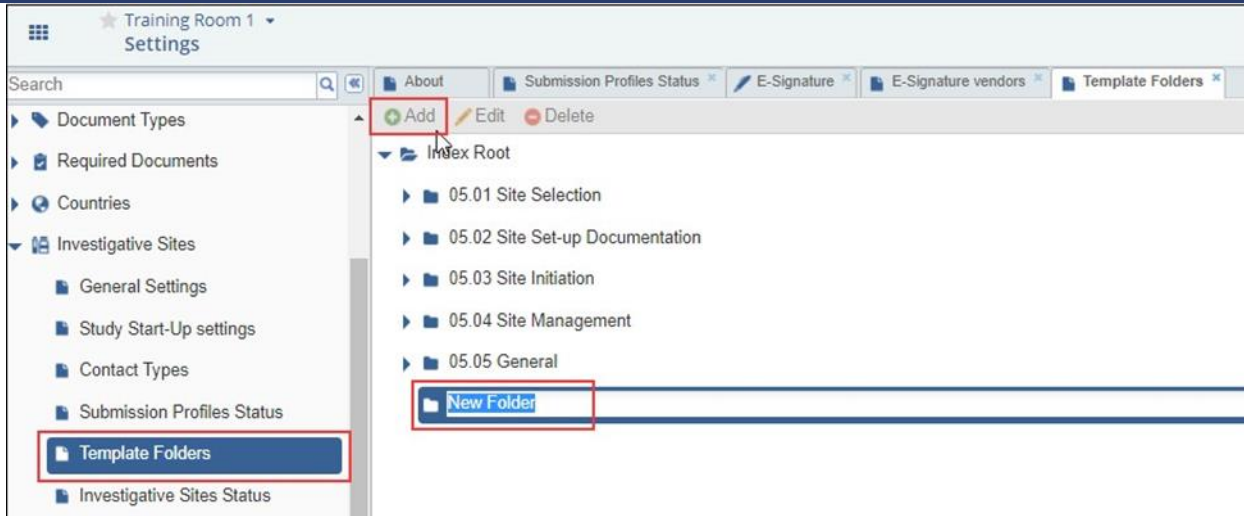 Training Room 1
Settings
Search
Document Types
Required Documents
Countries
Investigative Sites
General Settings
Study Start-Up settings
Contact Types
Submission Profiles Status
Template Folders
Investigative Sites Status
About
Submission Profiles Status
E-Signature
E-Signature vendors
Template Folders
Add Edit Delete
Index Root
05.01 Site Selection
05.02 Site Set-up Documentation
05.03 Site Initiation
05.04 Site Management
05.05 General
New Folder